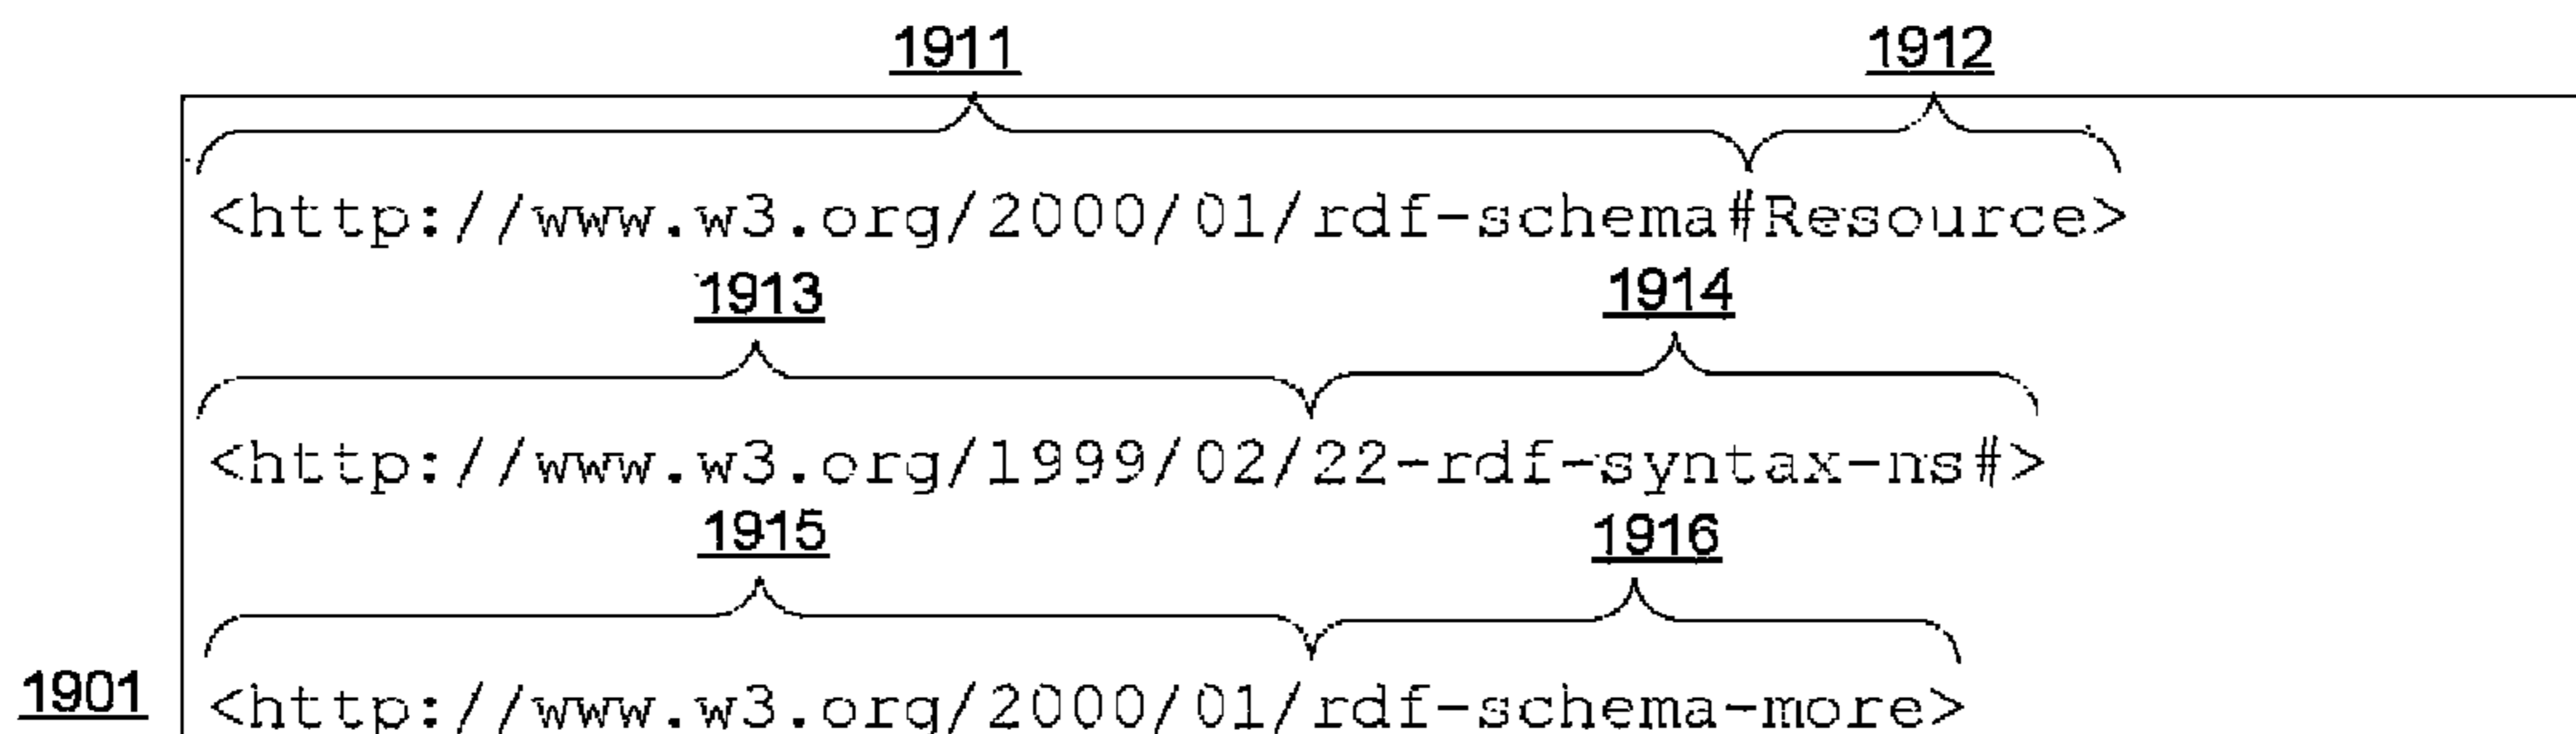 1911 1912
<http://www.w3.org/2000/01/rdf-schema#Resource>
1913 1914
<http://www.w3.org/1999/02/22-rdf-syntax-ns#>
1915 1916
1901 <http://www.w3.org/2000/01/rdf-schema-more>